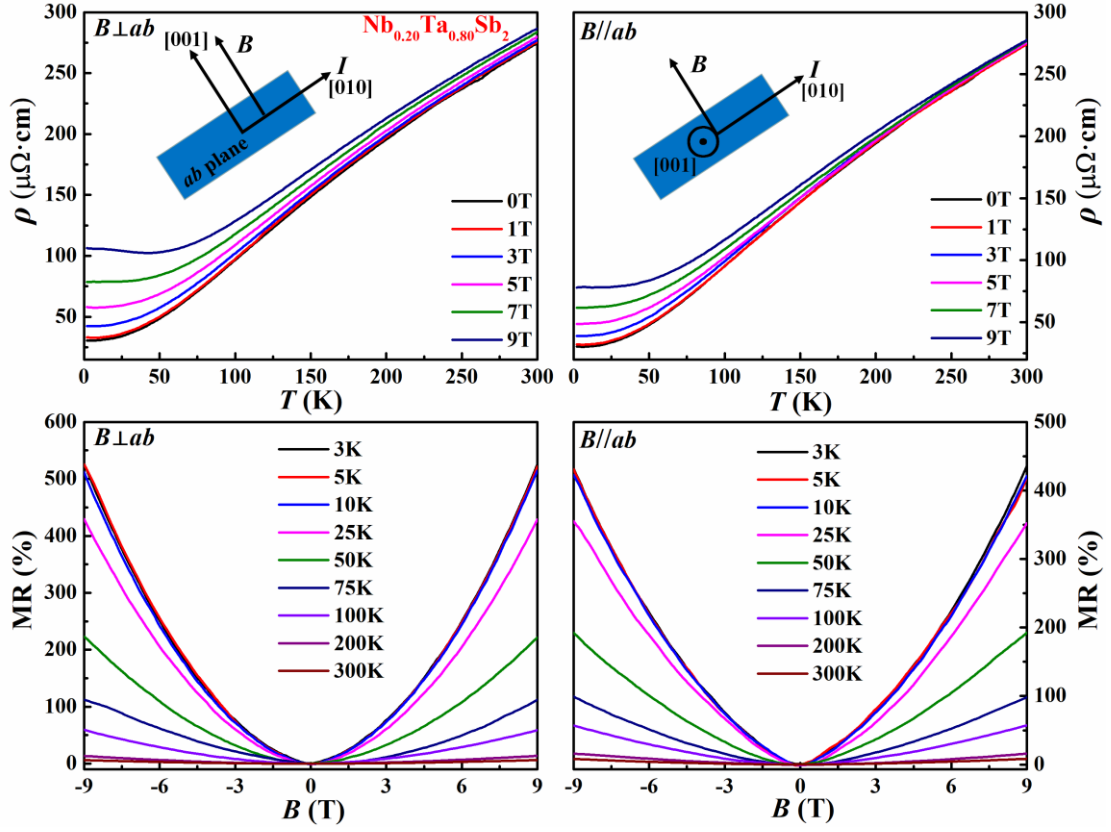 B⊥ab
Nb0.20Ta0.80Sb2
[001]
B
I
[010]
ab plane
ρ (μΩ·cm)
300
250
200
150
100
50
0T
1T
3T
5T
7T
9T
0 50 100 150 200 250 300
T (K)
B//ab
B
I
[010]
[001]
0T
1T
3T
5T
7T
9T
300
250
200
150
100
50
ρ (μΩ·cm)
0 50 100 150 200 250 300
T (K)
B⊥ab
MR (%)
600
500
400
300
200
100
0
3K
5K
10K
25K
50K
75K
100K
200K
300K
-9 -6 -3 0 3 6 9
B (T)
B//ab
3K
5K
10K
25K
50K
75K
100K
200K
300K
500
400
300
200
100
0
MR (%)
-9 -6 -3 0 3 6 9
B (T)